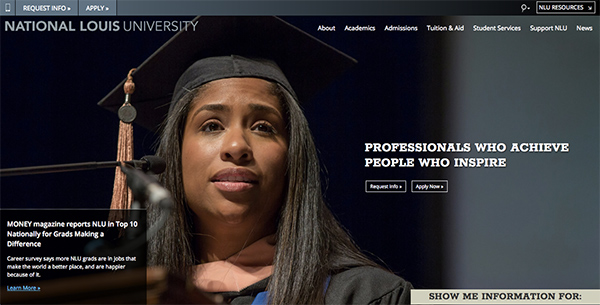 REQUEST INFO »
APPLY »
NLU RESOURCES
NATIONAL LOUIS UNIVERSITY
About
Academics
Admissions
Tuition & Aid
Student Services
Support NLU
News
PROFESSIONALS WHO ACHIEVE
PEOPLE WHO INSPIRE
Request Info »
Apply Now »
MONEY magazine reports NLU in Top 10
Nationally for Grads Making a
Difference
Career survey says more NLU grads are in jobs that
make the world a better place, and are happier
because of it.
Learn More »
SHOW ME INFORMATION FOR: